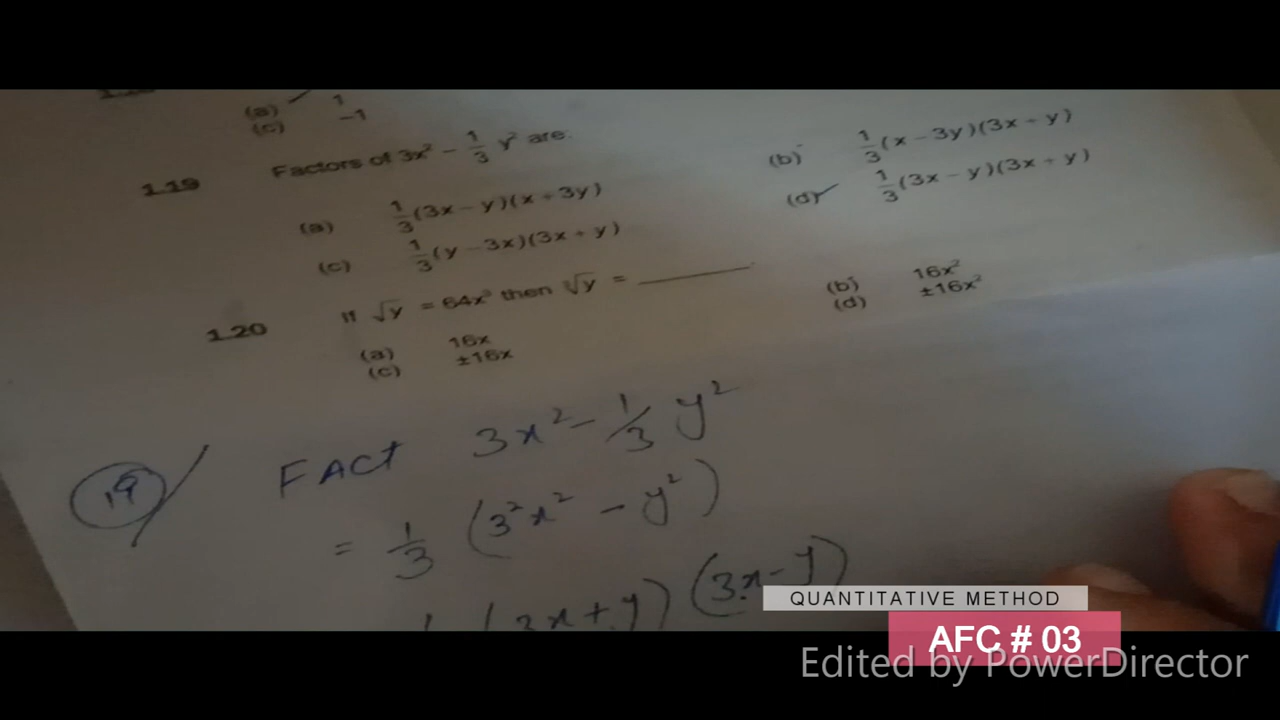 (a) ✓ 1
(c) -1
1.19 Factors of 3x² - 1/3 y² are:
(a) 1/3(3x - y)(x + 3y)
(b) 1/3(x - 3y)(3x + y)
(c) 1/3(y - 3x)(3x + y)
(d) ✓ 1/3(3x - y)(3x + y)
1.20 If √y = 64x³ then ∛y =
(a) 16x
(b) 16x²
(c) ±16x
(d) ±16x²
19 FACT 3x² - 1/3 y²
= 1/3 (3²x² - y²)
(3x + y) (3x - y)
QUANTITATIVE METHOD
AFC # 03
Edited by PowerDirector